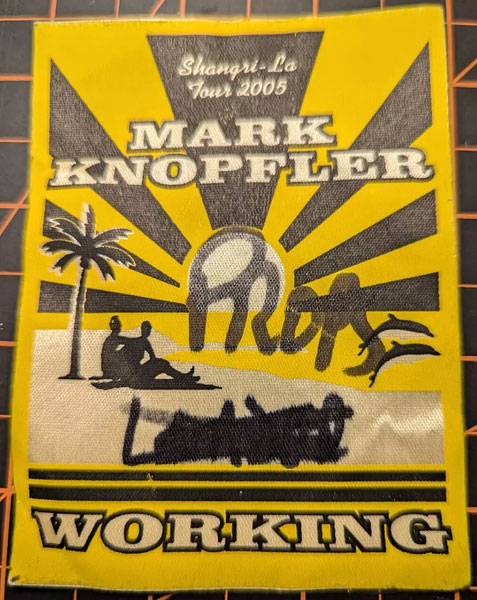 Shangri-La
Tour 2005
MARK
KNOPFLER
WORKING